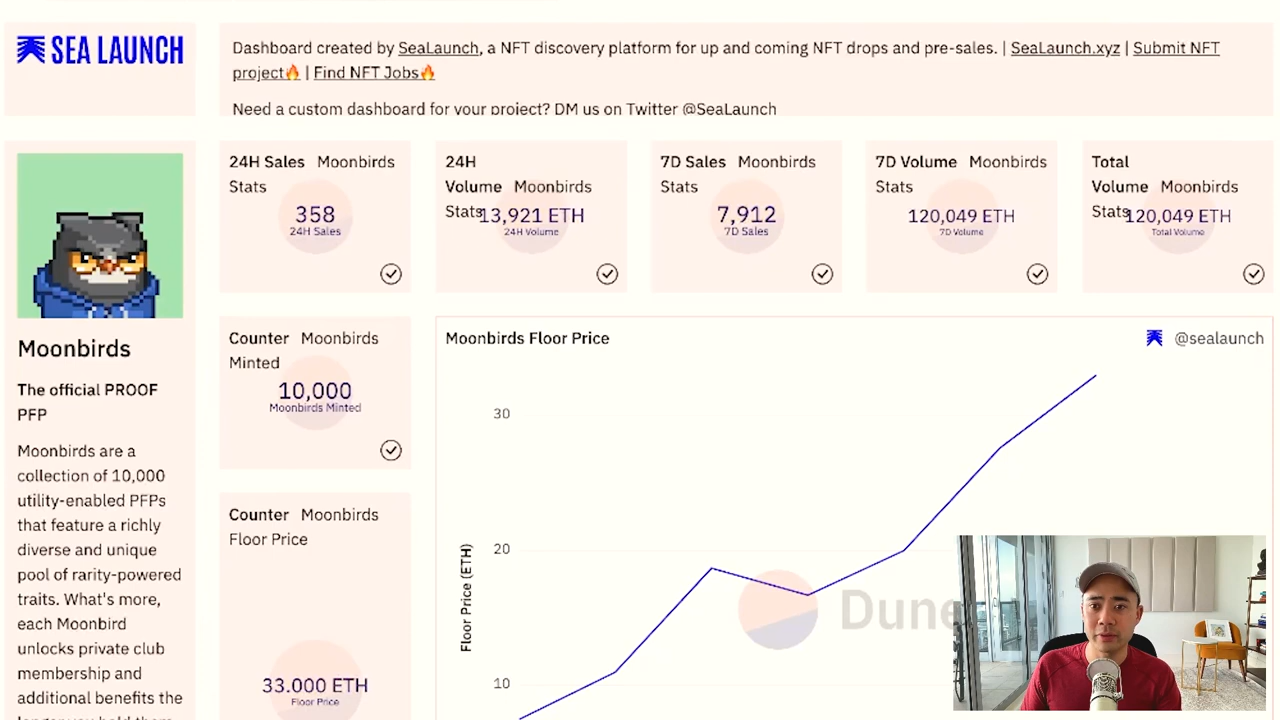 SEA LAUNCH
Dashboard created by SeaLaunch, a NFT discovery platform for up and coming NFT drops and pre-sales. | SeaLaunch.xyz | Submit NFT
project🔥 | Find NFT Jobs🔥
Need a custom dashboard for your project? DM us on Twitter @SeaLaunch
Moonbirds
The official PROOF
PFP
Moonbirds are a
collection of 10,000
utility-enabled PFPs
that feature a richly
diverse and unique
pool of rarity-powered
traits. What's more,
each Moonbird
unlocks private club
membership and
additional benefits the
longer you hold them
24H Sales Moonbirds
Stats
358
24H Sales
24H
Volume Moonbirds
Stats
13,921 ETH
24H Volume
7D Sales Moonbirds
Stats
7,912
7D Sales
7D Volume Moonbirds
Stats
120,049 ETH
7D Volume
Total
Volume Moonbirds
Stats
120,049 ETH
Total Volume
Counter Moonbirds
Minted
10,000
Moonbirds Minted
Counter Moonbirds
Floor Price
33.000 ETH
Floor Price
Moonbirds Floor Price
@sealaunch
30
20
10
Floor Price (ETH)
Dune